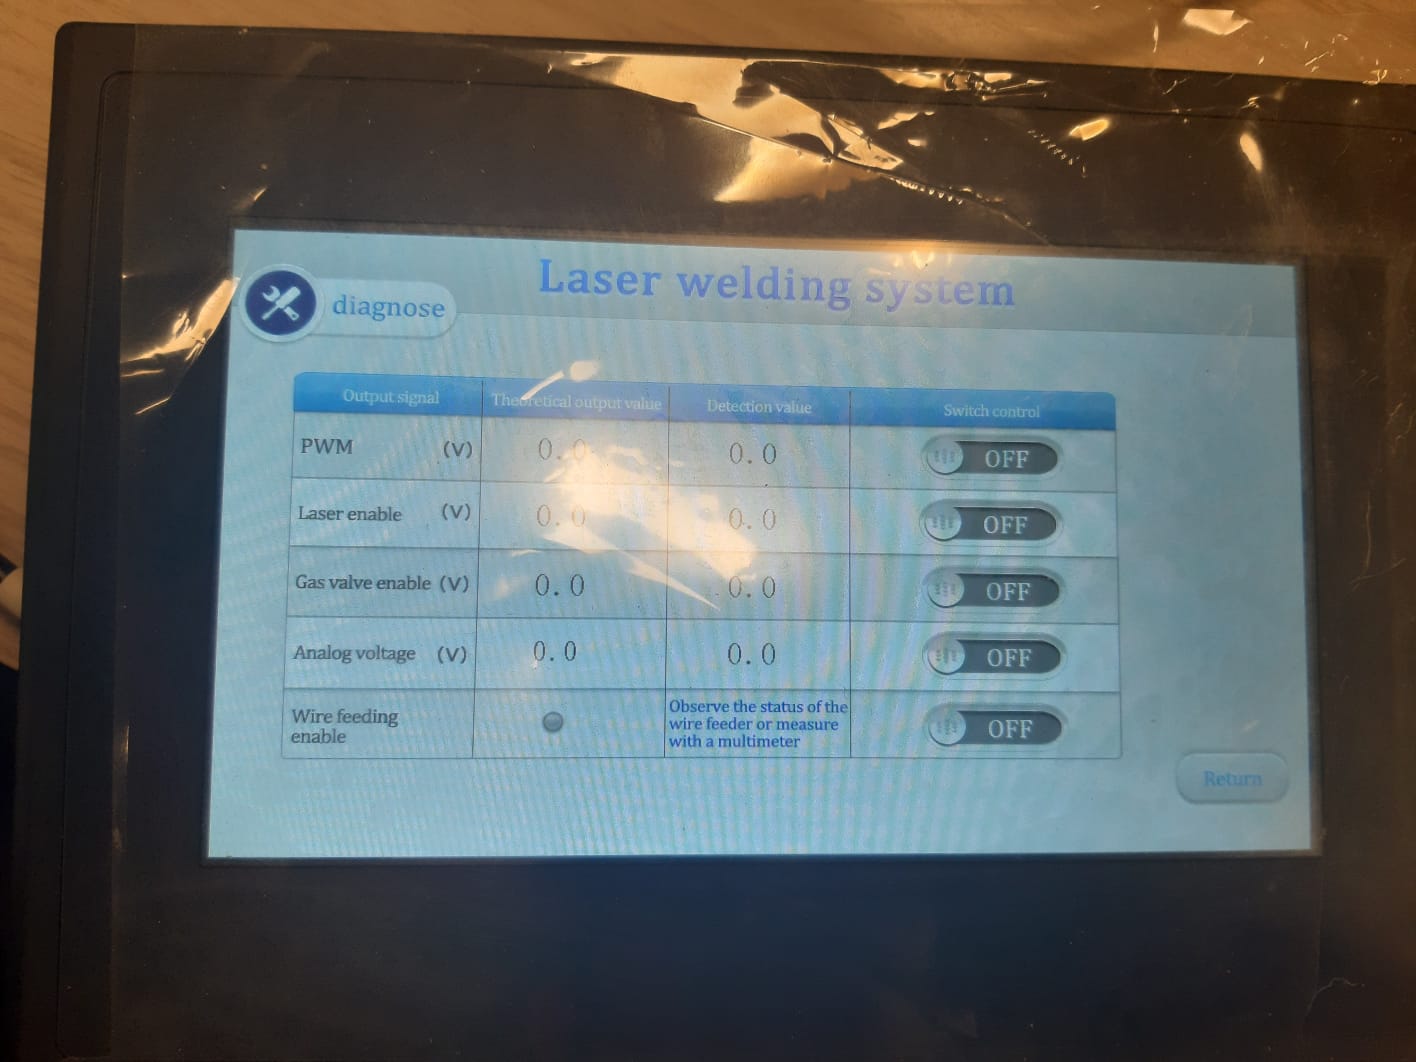 Laser welding system
diagnose
Output signal Theoretical output value Detection value Switch control
PWM (V) 0.0 0.0 OFF
Laser enable (V) 0.0 0.0 OFF
Gas valve enable (V) 0.0 0.0 OFF
Analog voltage (V) 0.0 0.0 OFF
Wire feeding
enable
Observe the status of the
wire feeder or measure
with a multimeter
OFF
Return